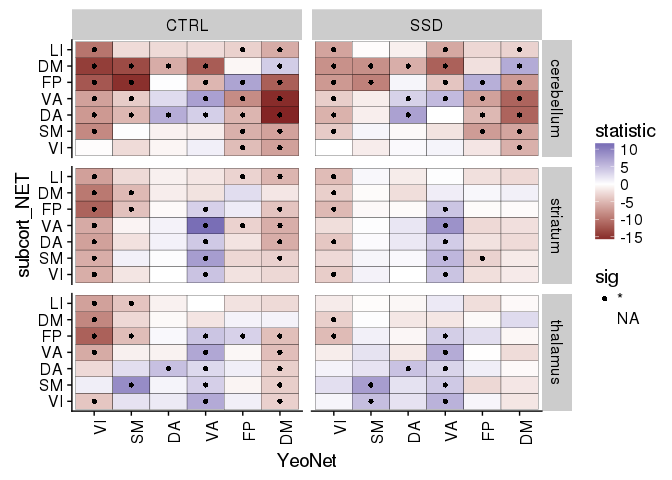 CTRL SSD
LI
DM
FP
VA
DA
SM
VI
cerebellum
LI
DM
FP
VA
DA
SM
VI
striatum
LI
DM
FP
VA
DA
SM
VI
thalamus
subcort_NET
VI SM DA VA FP DM VI SM DA VA FP DM
YeoNet
statistic
10
5
0
-5
-10
-15
sig
*
NA